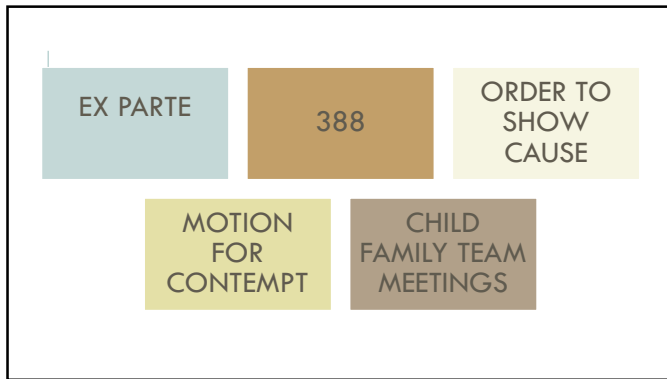 EX PARTE
388
ORDER TO
SHOW
CAUSE
MOTION
FOR
CONTEMPT
CHILD
FAMILY TEAM
MEETINGS